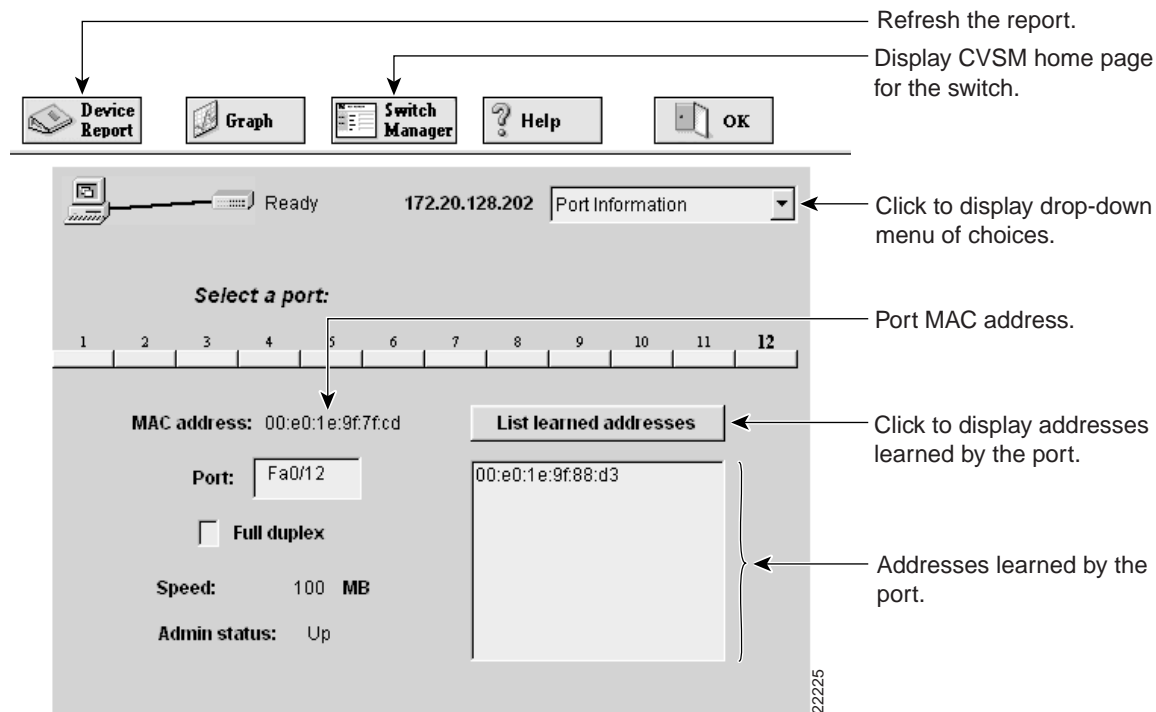 Refresh the report.
Display CVSM home page
for the switch.
Device
Report
Graph
Switch
Manager
Help
OK
Ready
172.20.128.202
Port Information
Click to display drop-down
menu of choices.
Select a port:
Port MAC address.
1 2 3 4 5 6 7 8 9 10 11 12
MAC address: 00:e0:1e:9f:7f:cd
List learned addresses
Click to display addresses
learned by the port.
Port: Fa0/12
00:e0:1e:9f:88:d3
Full duplex
Addresses learned by the
port.
Speed: 100 MB
Admin status: Up
22225